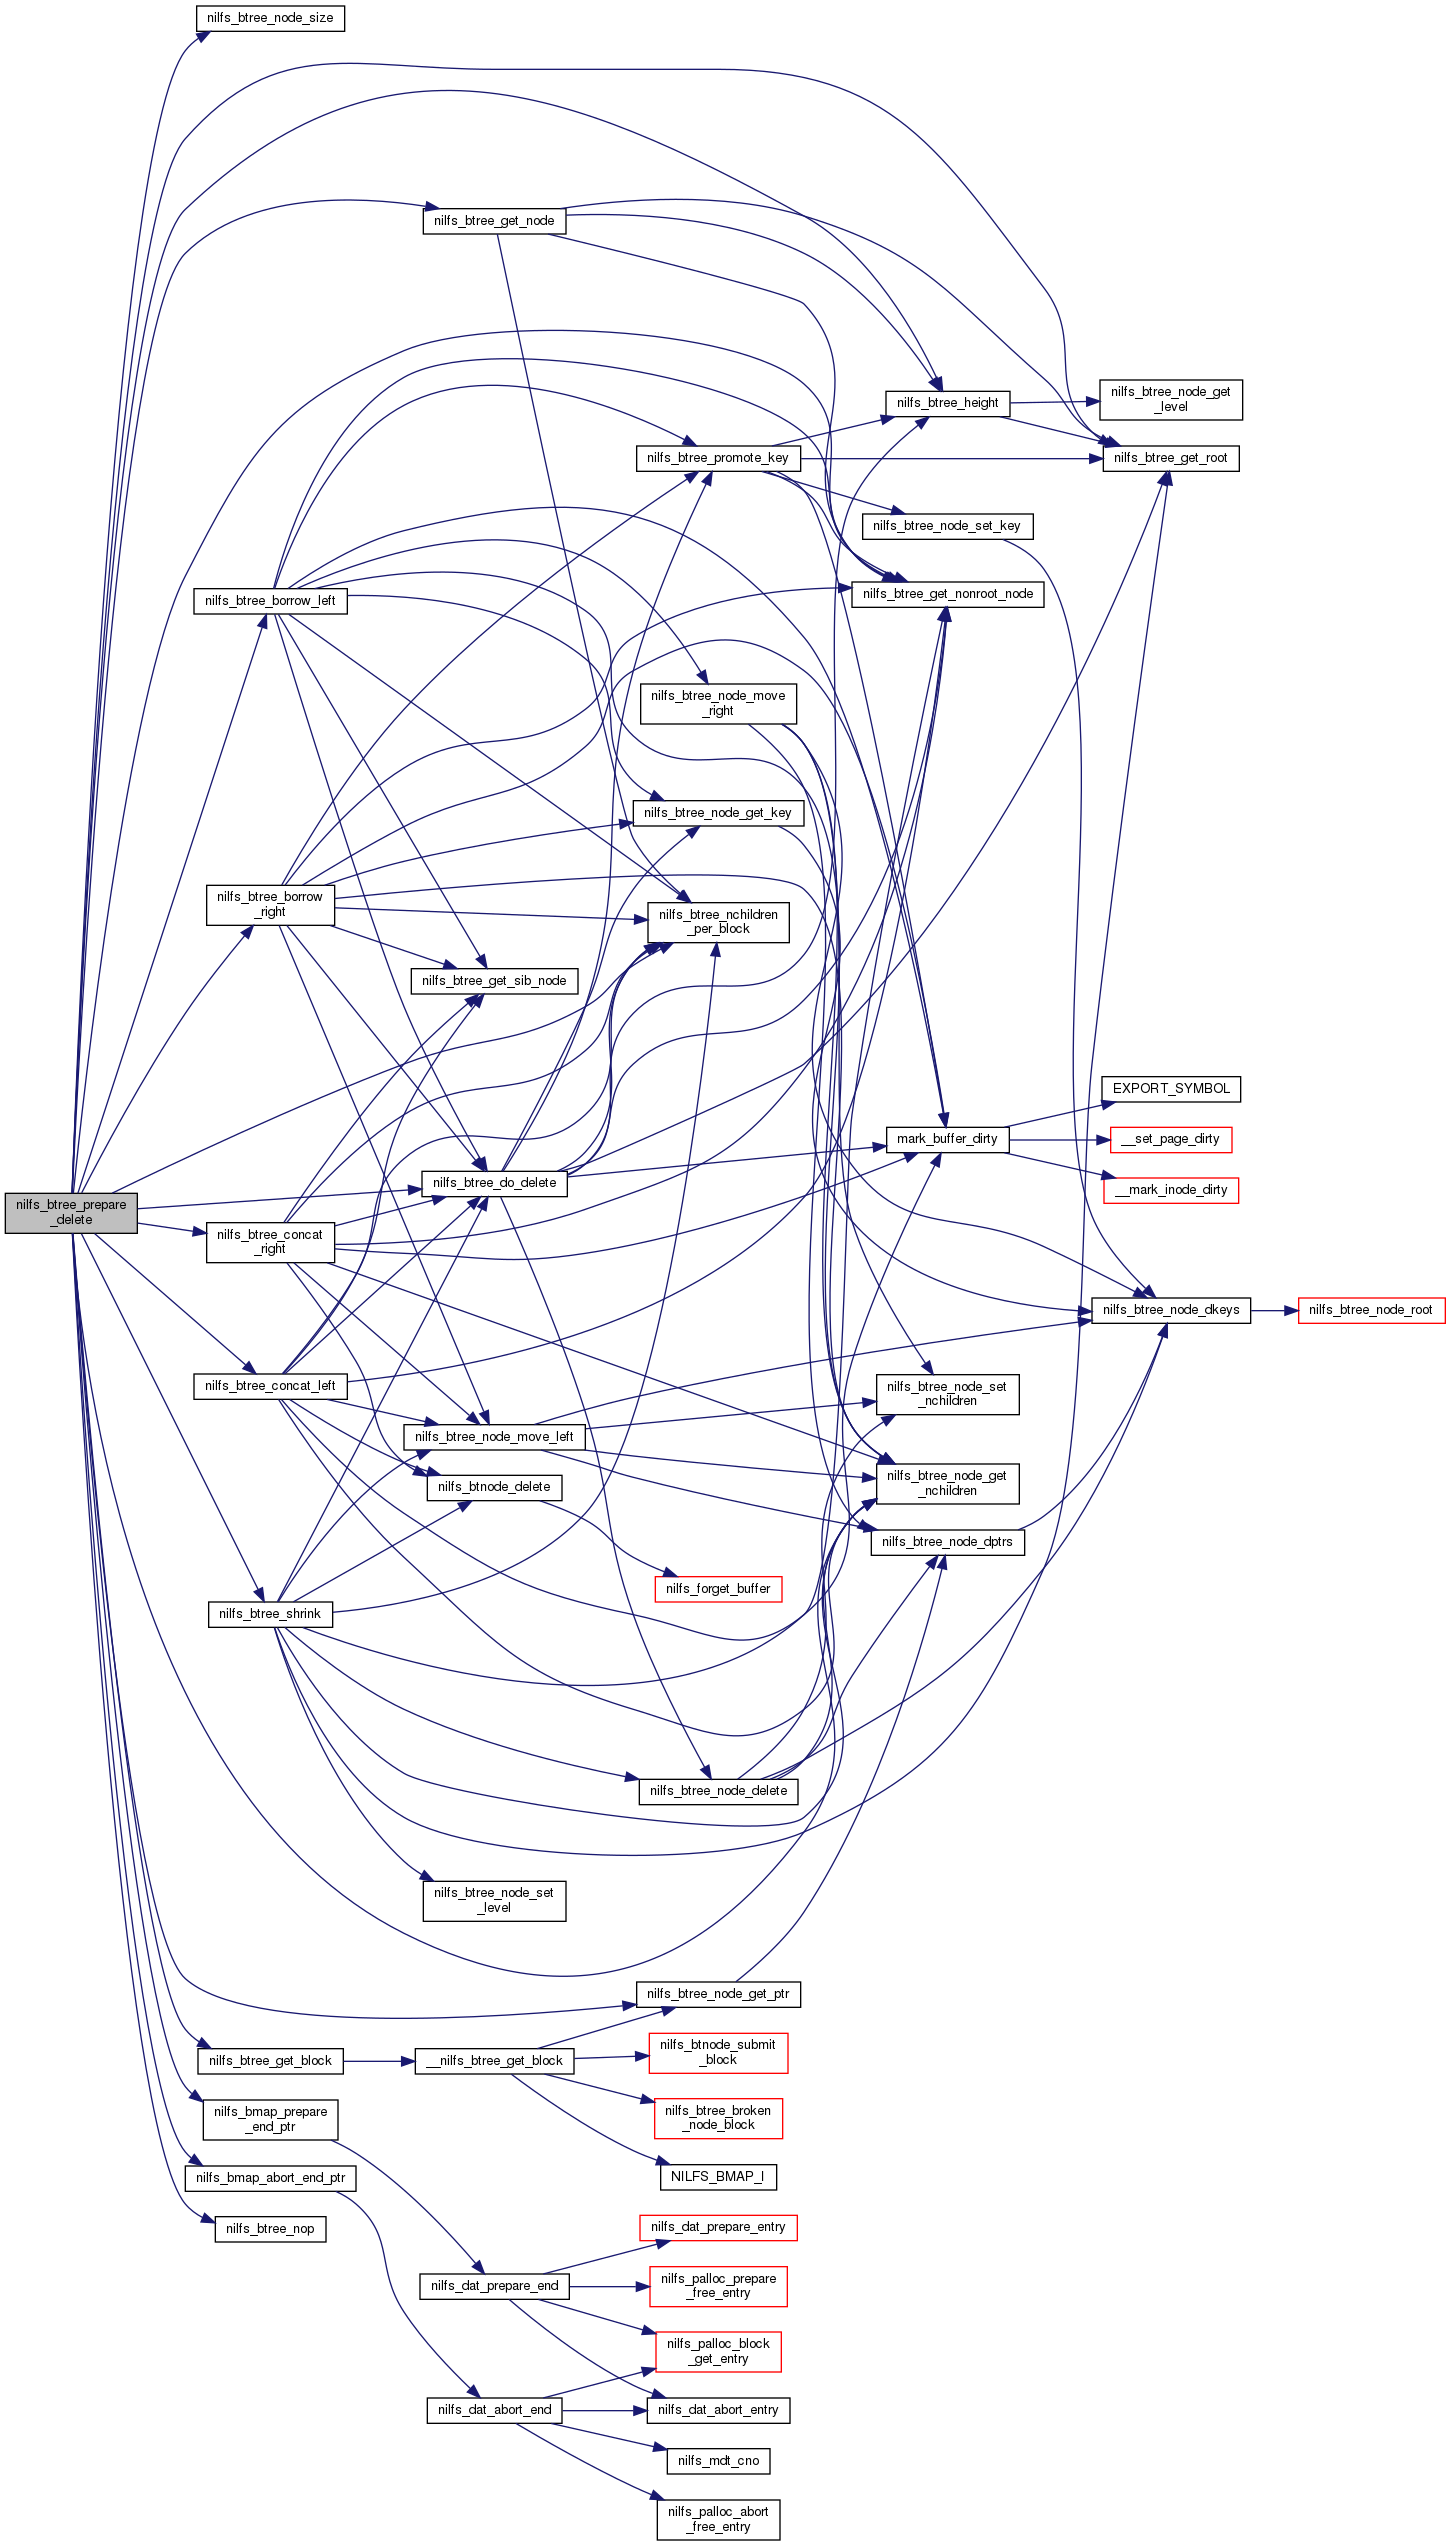 nilfs_btree_node_size
nilfs_btree_get_node
nilfs_btree_height
nilfs_btree_node_get
_level
nilfs_btree_promote_key
nilfs_btree_get_root
nilfs_btree_node_set_key
nilfs_btree_borrow_left
nilfs_btree_get_nonroot_node
nilfs_btree_node_move
_right
nilfs_btree_node_get_key
nilfs_btree_borrow
_right
nilfs_btree_nchildren
_per_block
nilfs_btree_get_sib_node
EXPORT_SYMBOL
mark_buffer_dirty
__set_page_dirty
nilfs_btree_do_delete
__mark_inode_dirty
nilfs_btree_prepare
_delete
nilfs_btree_concat
_right
nilfs_btree_node_dkeys
nilfs_btree_node_root
nilfs_btree_concat_left
nilfs_btree_node_set
_nchildren
nilfs_btree_node_move_left
nilfs_btree_node_get
_nchildren
nilfs_btnode_delete
nilfs_btree_node_dptrs
nilfs_forget_buffer
nilfs_btree_shrink
nilfs_btree_node_delete
nilfs_btree_node_set
_level
nilfs_btree_node_get_ptr
nilfs_btree_get_block
__nilfs_btree_get_block
nilfs_btnode_submit
_block
nilfs_bmap_prepare
_end_ptr
nilfs_btree_broken
_node_block
nilfs_bmap_abort_end_ptr
NILFS_BMAP_I
nilfs_btree_nop
nilfs_dat_prepare_entry
nilfs_dat_prepare_end
nilfs_palloc_prepare
_free_entry
nilfs_palloc_block
_get_entry
nilfs_dat_abort_end
nilfs_dat_abort_entry
nilfs_mdt_cno
nilfs_palloc_abort
_free_entry